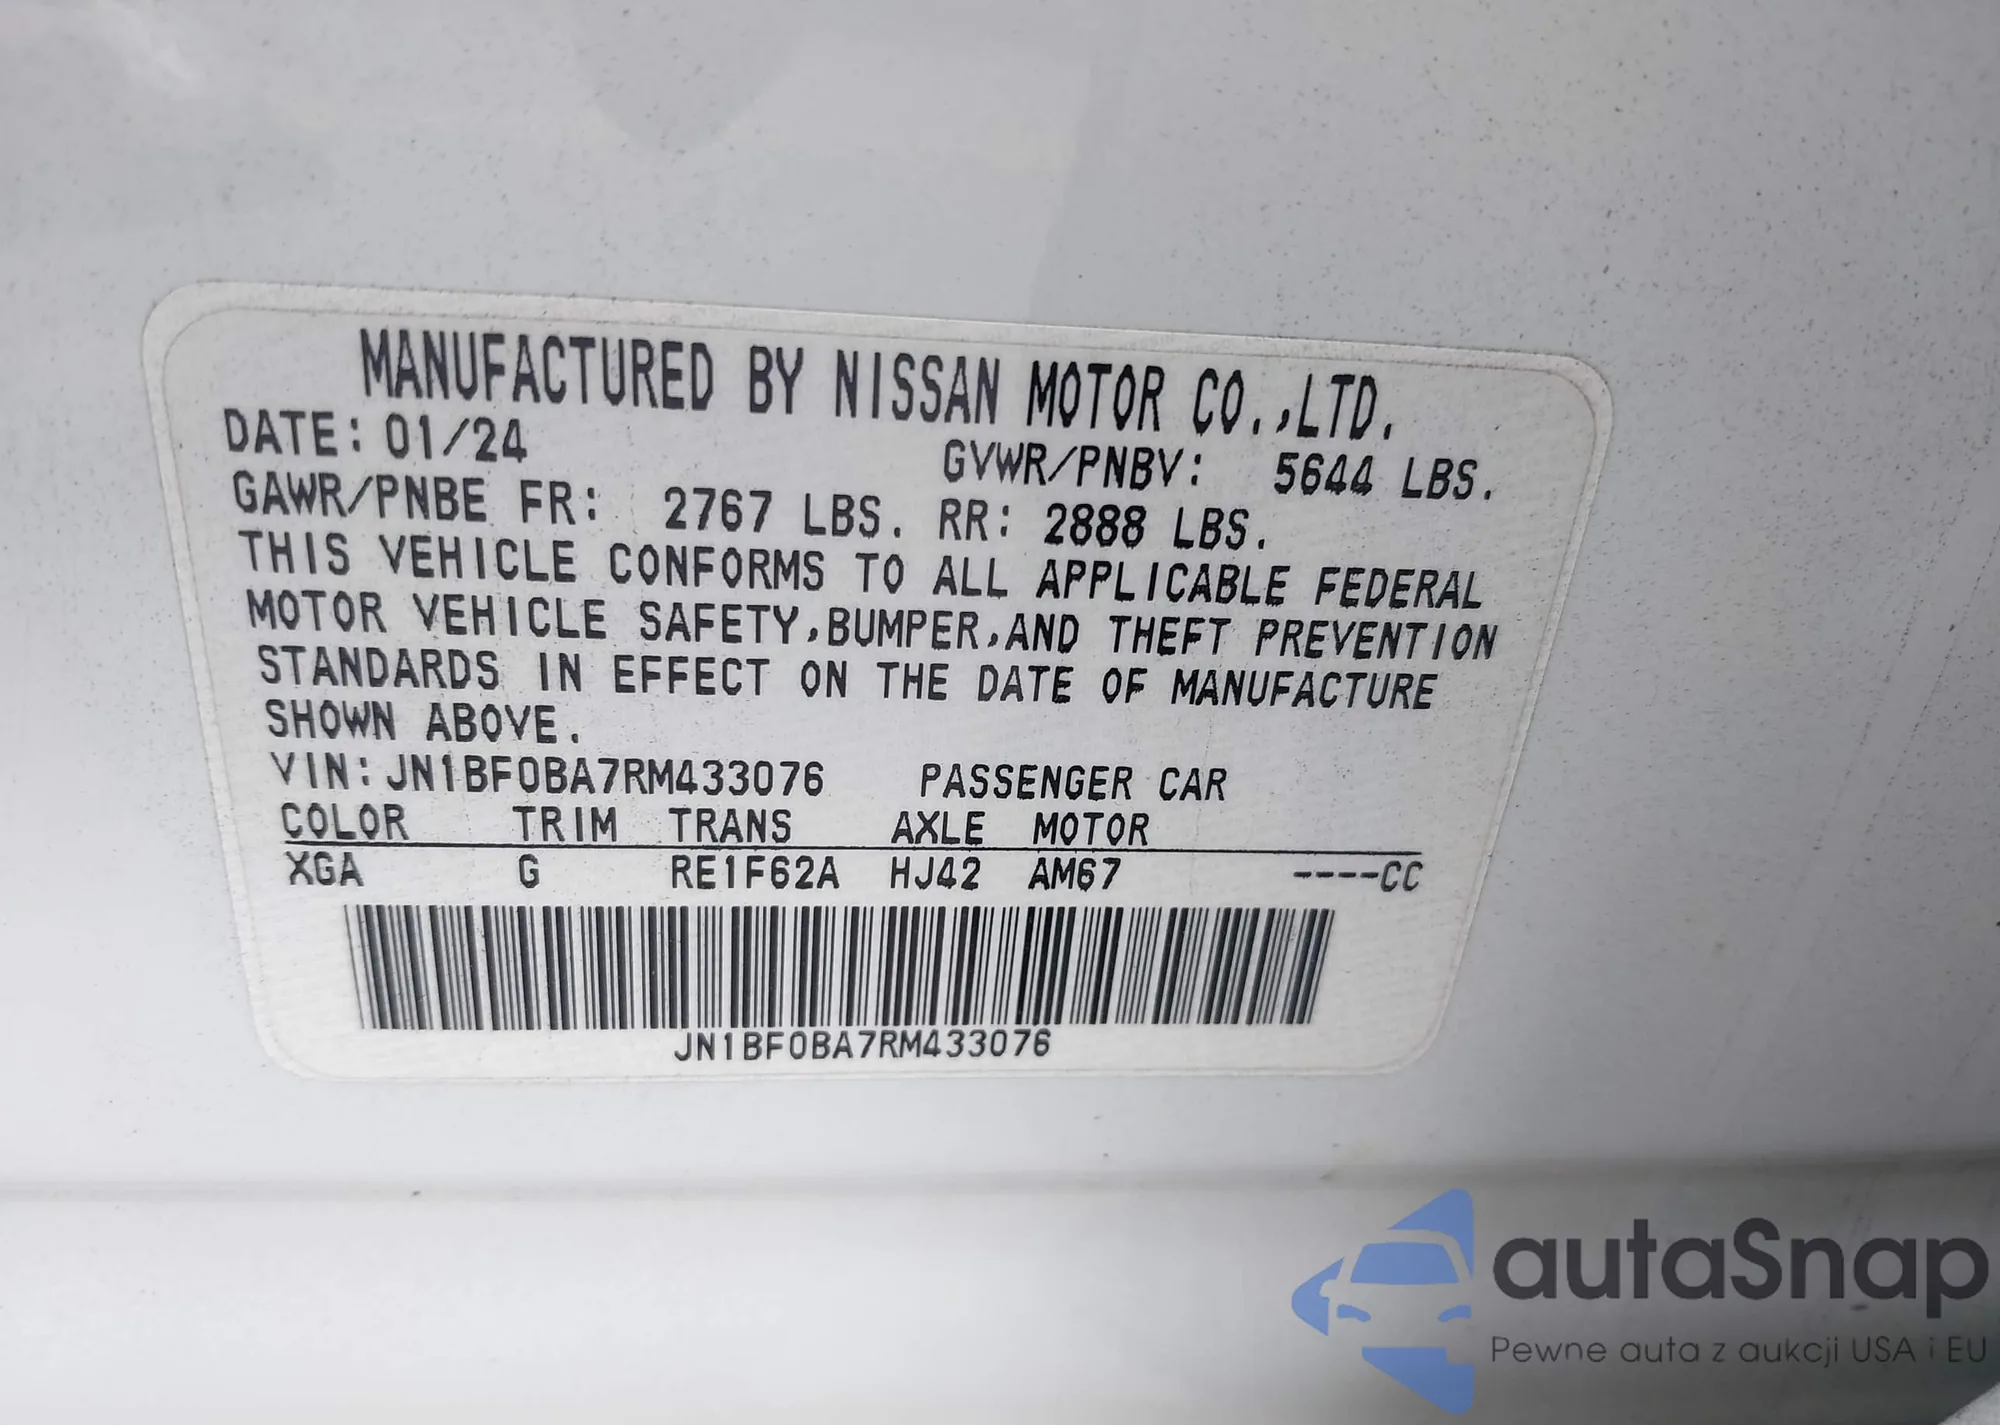 MANUFACTURED BY NISSAN MOTOR CO.,LTD.
DATE: 01/24 GVWR/PNBV: 5644 LBS.
GAWR/PNBE FR: 2767 LBS. RR: 2888 LBS.
THIS VEHICLE CONFORMS TO ALL APPLICABLE FEDERAL
MOTOR VEHICLE SAFETY,BUMPER,AND THEFT PREVENTION
STANDARDS IN EFFECT ON THE DATE OF MANUFACTURE
SHOWN ABOVE.
VIN:JN1BF0BA7RM433076 PASSENGER CAR
COLOR TRIM TRANS AXLE MOTOR
XGA G RE1F62A HJ42 AM67 ----CC
JN1BF0BA7RM433076
autaSnap
Pewne auta z aukcji USA i EU